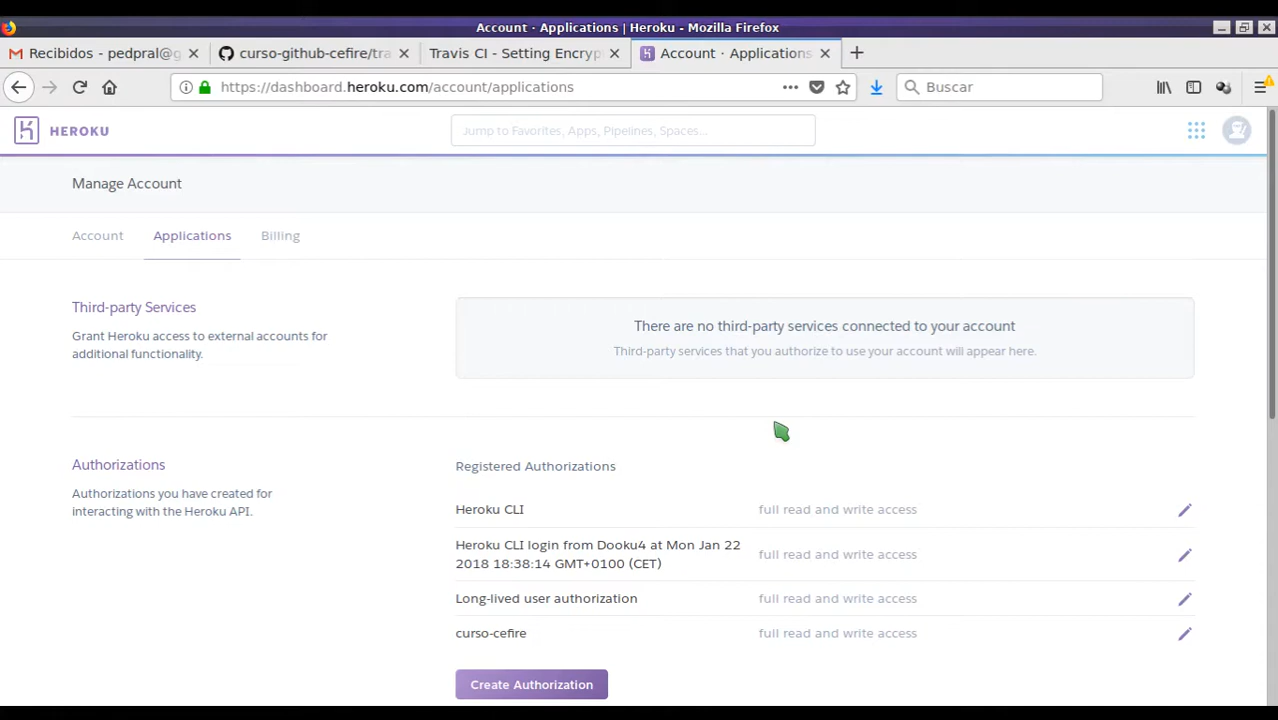 Account · Applications | Heroku - Mozilla Firefox
Recibidos - pedpral@g
curso-github-cefire/tra
Travis CI - Setting Encryp
Account · Applications
https://dashboard.heroku.com/account/applications
Buscar
HEROKU
Jump to Favorites, Apps, Pipelines, Spaces...
Manage Account
Account
Applications
Billing
Third-party Services
Grant Heroku access to external accounts for
additional functionality.
There are no third-party services connected to your account
Third-party services that you authorize to use your account will appear here.
Authorizations
Authorizations you have created for
interacting with the Heroku API.
Registered Authorizations
Heroku CLI
full read and write access
Heroku CLI login from Dooku4 at Mon Jan 22
2018 18:38:14 GMT+0100 (CET)
full read and write access
Long-lived user authorization
full read and write access
curso-cefire
full read and write access
Create Authorization